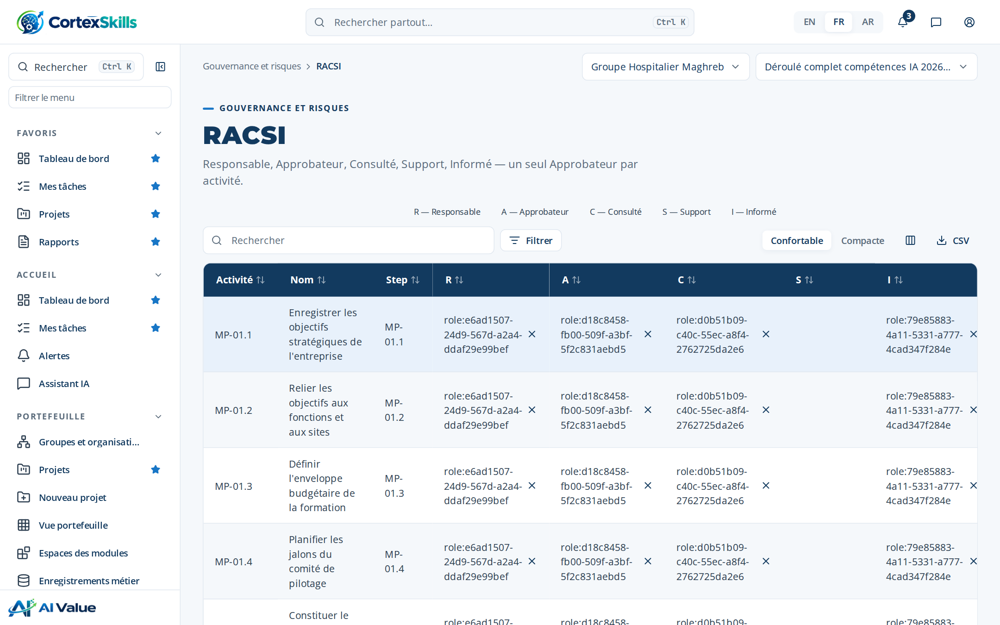 CortexSkills
Rechercher partout...
Ctrl K
EN
FR
AR
3
Rechercher
Ctrl K
Filtrer le menu
FAVORIS
Tableau de bord
Mes tâches
Projets
Rapports
ACCUEIL
Tableau de bord
Mes tâches
Alertes
Assistant IA
PORTEFEUILLE
Groupes et organisati...
Projets
Nouveau projet
Vue portefeuille
Espaces des modules
Enregistrements métier
AI Value
Gouvernance et risques > RACSI
Groupe Hospitalier Maghreb
Déroulé complet compétences IA 2026...
GOUVERNANCE ET RISQUES
RACSI
Responsable, Approbateur, Consulté, Support, Informé — un seul Approbateur par
activité.
R — Responsable
A — Approbateur
C — Consulté
S — Support
I — Informé
Rechercher
Filtrer
Confortable
Compacte
CSV
Activité
Nom
Step
R
A
C
S
I
MP-01.1
Enregistrer les
objectifs
stratégiques de
l'entreprise
MP-
01.1
role:e6ad1507-
24d9-567d-a2a4-
ddaf29e99bef
role:d18c8458-
fb00-509f-a3bf-
5f2c831aebd5
role:d0b51b09-
c40c-55ec-a8f4-
2762725da2e6
role:79e85883-
4a11-5331-a777-
4cad347f284e
MP-01.2
Relier les
objectifs aux
fonctions et
aux sites
MP-
01.2
role:e6ad1507-
24d9-567d-a2a4-
ddaf29e99bef
role:d18c8458-
fb00-509f-a3bf-
5f2c831aebd5
role:d0b51b09-
c40c-55ec-a8f4-
2762725da2e6
role:79e85883-
4a11-5331-a777-
4cad347f284e
MP-01.3
Définir
l'enveloppe
budgétaire de
la formation
MP-
01.3
role:e6ad1507-
24d9-567d-a2a4-
ddaf29e99bef
role:d18c8458-
fb00-509f-a3bf-
5f2c831aebd5
role:d0b51b09-
c40c-55ec-a8f4-
2762725da2e6
role:79e85883-
4a11-5331-a777-
4cad347f284e
MP-01.4
Planifier les
jalons du
comité de
pilotage
MP-
01.4
role:e6ad1507-
24d9-567d-a2a4-
ddaf29e99bef
role:d18c8458-
fb00-509f-a3bf-
5f2c831aebd5
role:d0b51b09-
c40c-55ec-a8f4-
2762725da2e6
role:79e85883-
4a11-5331-a777-
4cad347f284e
Constituer le
role:e6ad1507-
role:d18c8458-
role:d0b51b09-
role:79e85883-